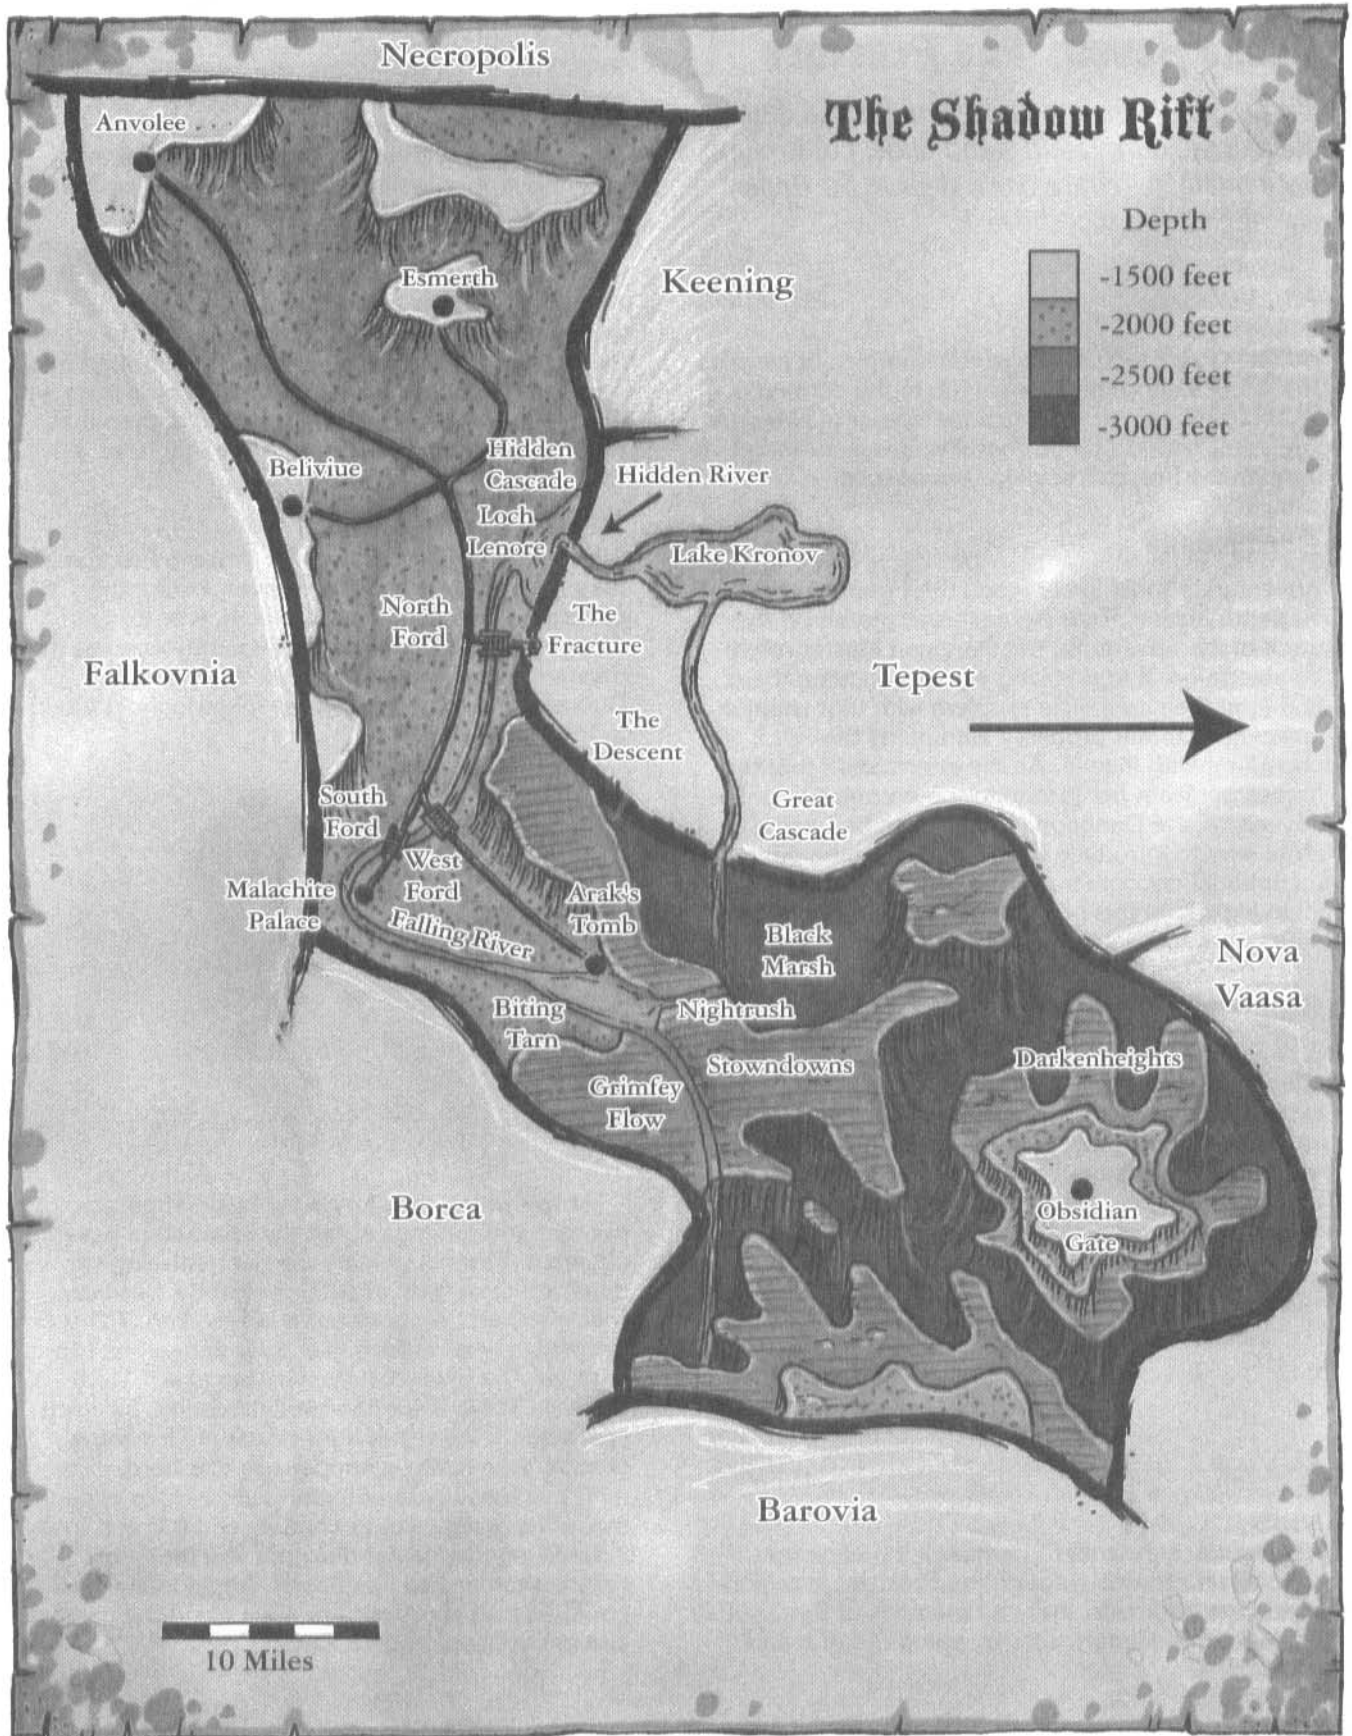 Necropolis
The Shadow Rift
Anvolee
Depth
-1500 feet
-2000 feet
-2500 feet
-3000 feet
Esmerth
Keening
Hidden
Cascade
Beliviue
Hidden River
Loch
Lenore
Lake Kronov
North
Ford
The
Fracture
Falkovnia
Tepest
The
Descent
South
Ford
Great
Cascade
West
Ford
Malachite
Palace
Arak's
Tomb
Falling River
Black
Marsh
Nova
Vaasa
Biting
Tarn
Nightrush
Stowndowns
Darkenheights
Grimfey
Flow
Borca
Obsidian
Gate
Barovia
10 Miles